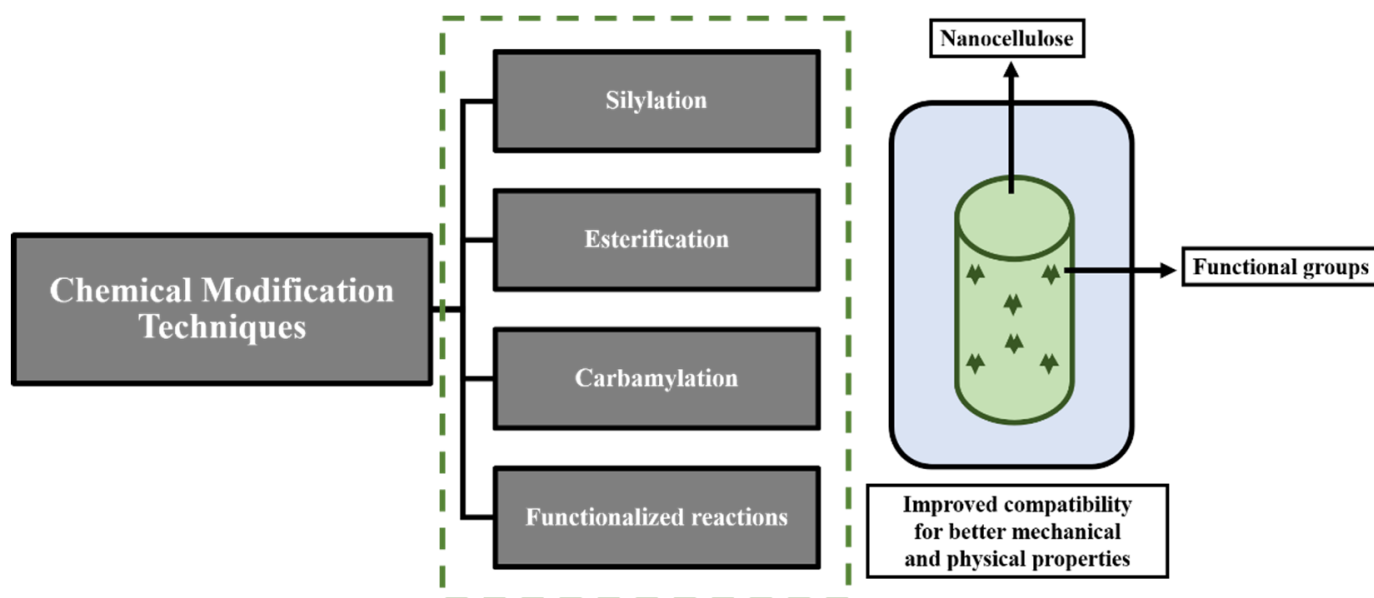 Chemical Modification
Techniques
Silylation
Esterification
Carbamylation
Functionalized reactions
Nanocellulose
Functional groups
Improved compatibility
for better mechanical
and physical properties